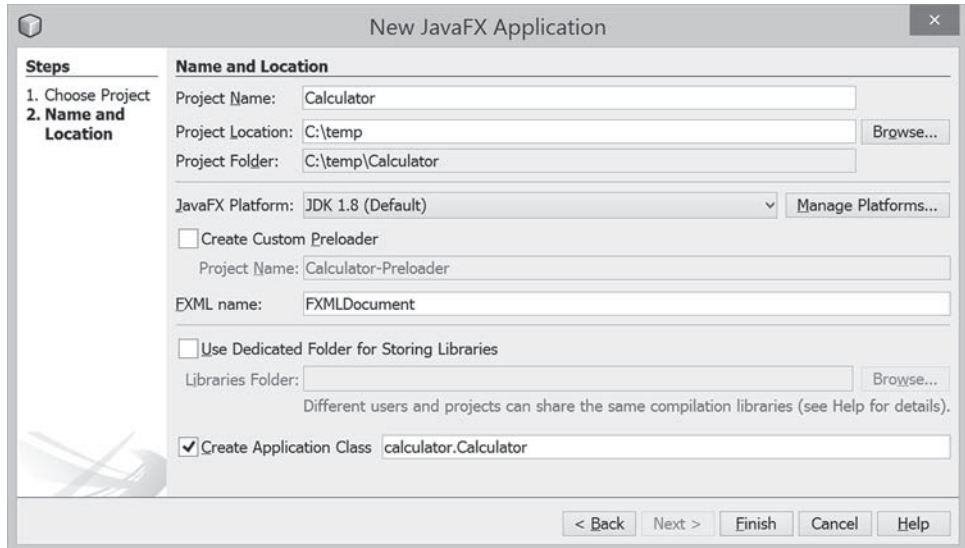 New JavaFX Application
Steps
1. Choose Project
2. Name and
Location
Name and Location
Project Name: Calculator
Project Location: C:\temp Browse...
Project Folder: C:\temp\Calculator
JavaFX Platform: JDK 1.8 (Default) Manage Platforms...
Create Custom Preloader
Project Name: Calculator-Preloader
FXML name: FXMLDocument
Use Dedicated Folder for Storing Libraries
Libraries Folder: Browse...
Different users and projects can share the same compilation libraries (see Help for details).
Create Application Class calculator.Calculator
< Back Next > Finish Cancel Help